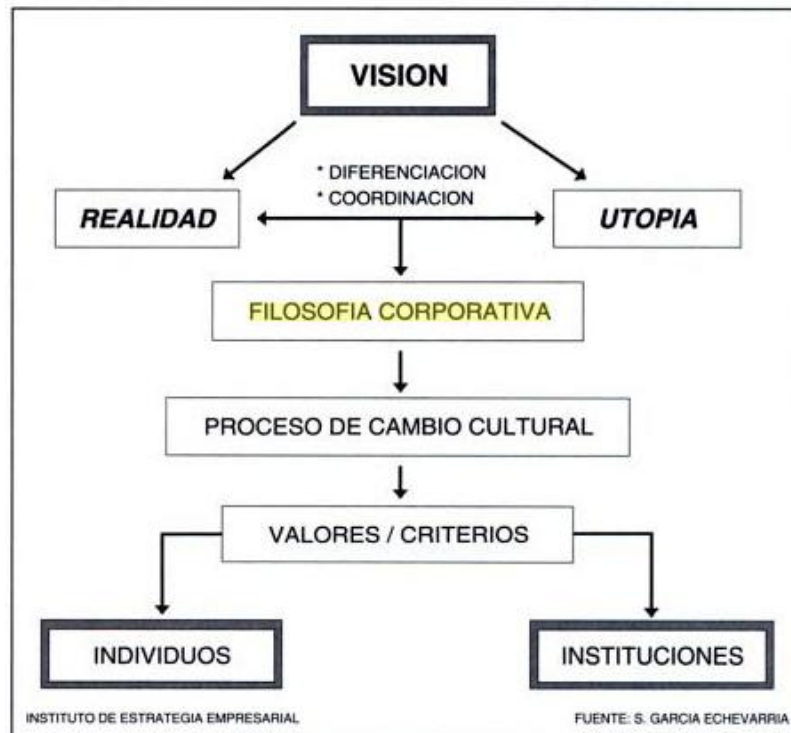 VISION
* DIFERENCIACION
* COORDINACION
REALIDAD
UTOPIA
FILOSOFIA CORPORATIVA
PROCESO DE CAMBIO CULTURAL
VALORES / CRITERIOS
INDIVIDUOS
INSTITUCIONES
INSTITUTO DE ESTRATEGIA EMPRESARIAL
FUENTE: S. GARCIA ECHEVARRIA